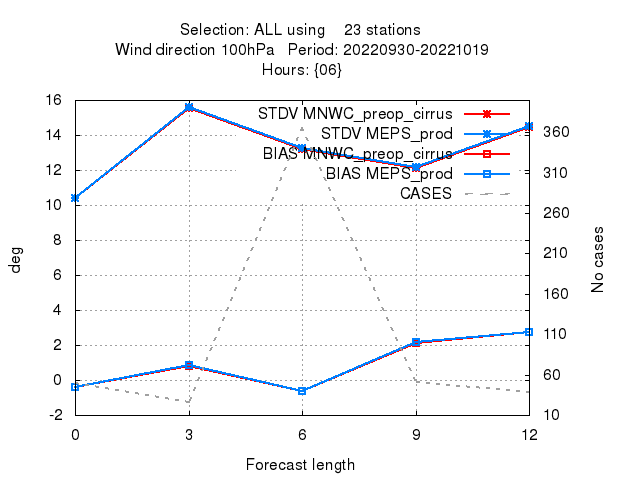 Selection: ALL using    23 stations
Wind direction 100hPa   Period: 20220930-20221019
Hours: {06}
16
14
12
10
8
6
4
2
0
-2
deg
STDV MNWC_preop_cirrus
STDV MEPS_prod
BIAS MNWC_preop_cirrus
BIAS MEPS_prod
CASES
360
310
260
210
160
110
60
10
No cases
0 3 6 9 12
Forecast length